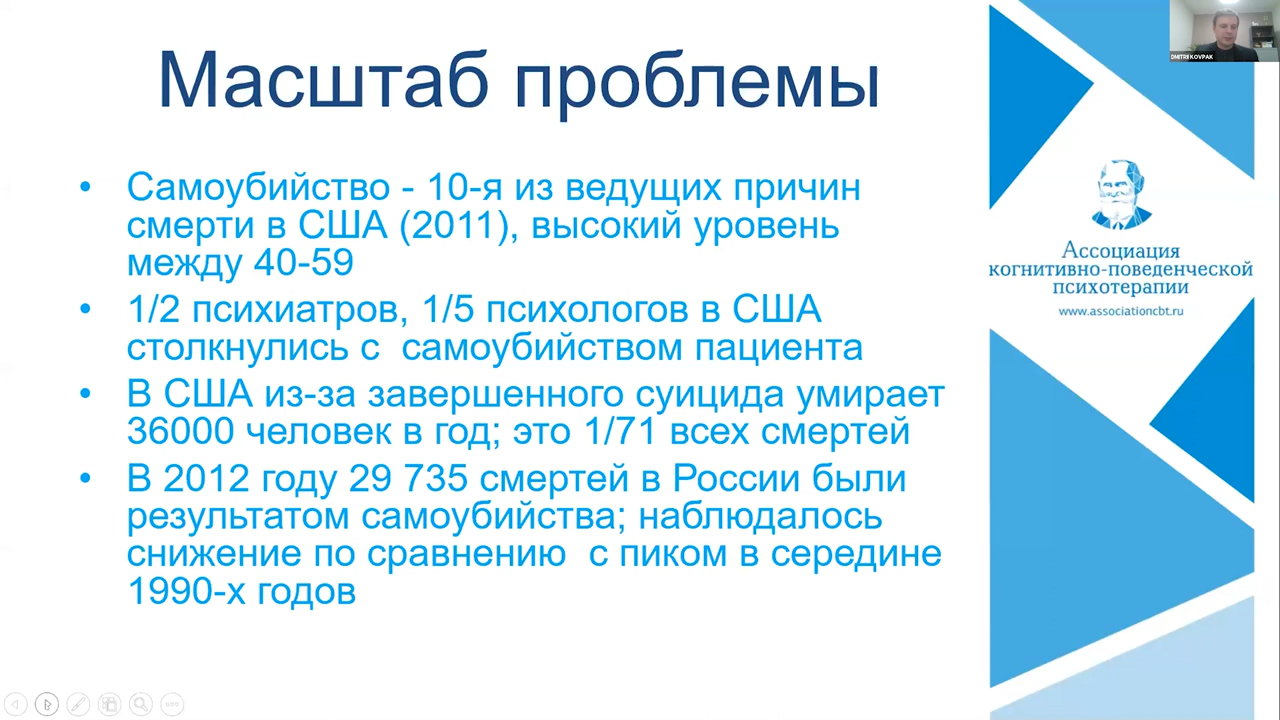 Масштаб проблемы
• Самоубийство - 10-я из ведущих причин
смерти в США (2011), высокий уровень
между 40-59
• 1/2 психиатров, 1/5 психологов в США
столкнулись с самоубийством пациента
• В США из-за завершенного суицида умирает
36000 человек в год; это 1/71 всех смертей
• В 2012 году 29 735 смертей в России были
результатом самоубийства; наблюдалось
снижение по сравнению с пиком в середине
1990-х годов
DMITRII KOVPAK
Ассоциация
когнитивно-поведенческой
психотерапии
www.associationcbt.ru